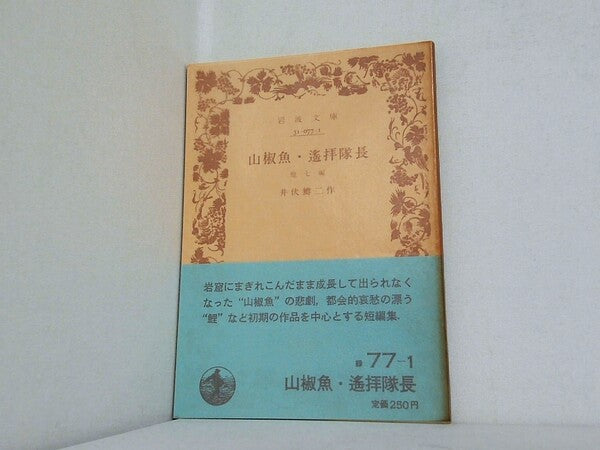 岩波文庫
31-077-1
山椒魚・遙拝隊長
他七編
井伏鱒二作
岩窟にまぎれこんだまま成長して出られなく
なった“山椒魚”の悲劇，都会的哀愁の漂う
“鯉”など初期の作品を中心とする短編集．
緑 77-1
山椒魚・遙拝隊長
定価250円